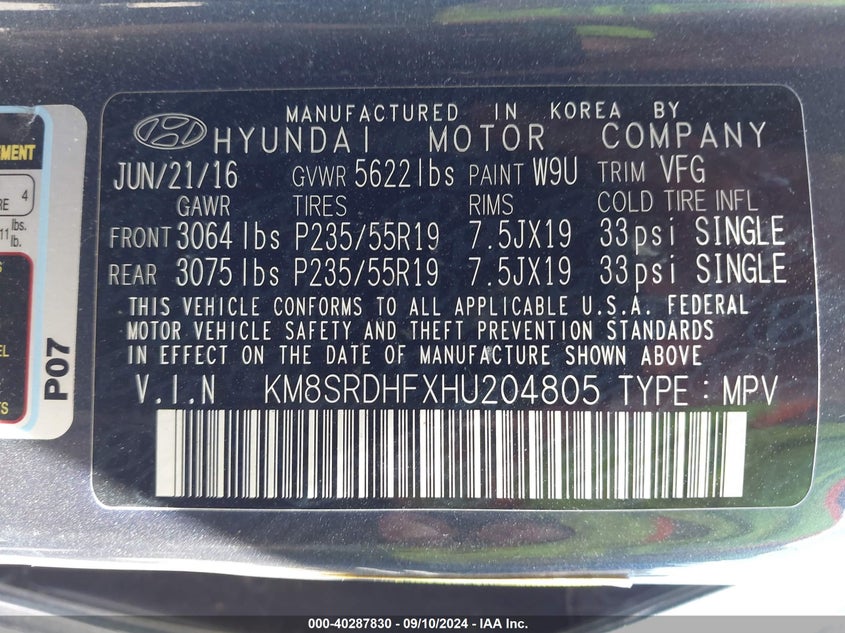 MANUFACTURED IN KOREA BY
HYUNDAI MOTOR COMPANY
JUN/21/16 GVWR 5622lbs PAINT W9U TRIM VFG
GAWR TIRES RIMS COLD TIRE INFL
FRONT 3064lbs P235/55R19 7.5JX19 33psi SINGLE
REAR 3075lbs P235/55R19 7.5JX19 33psi SINGLE
THIS VEHICLE CONFORMS TO ALL APPLICABLE U.S.A. FEDERAL
MOTOR VEHICLE SAFETY AND THEFT PREVENTION STANDARDS
IN EFFECT ON THE DATE OF MANUFACTURE SHOWN ABOVE
V.I.N KM8SRDHFXHU204805 TYPE : MPV
4
lbs.
lb.
P07
000-40287830 - 09/10/2024 - IAA Inc.